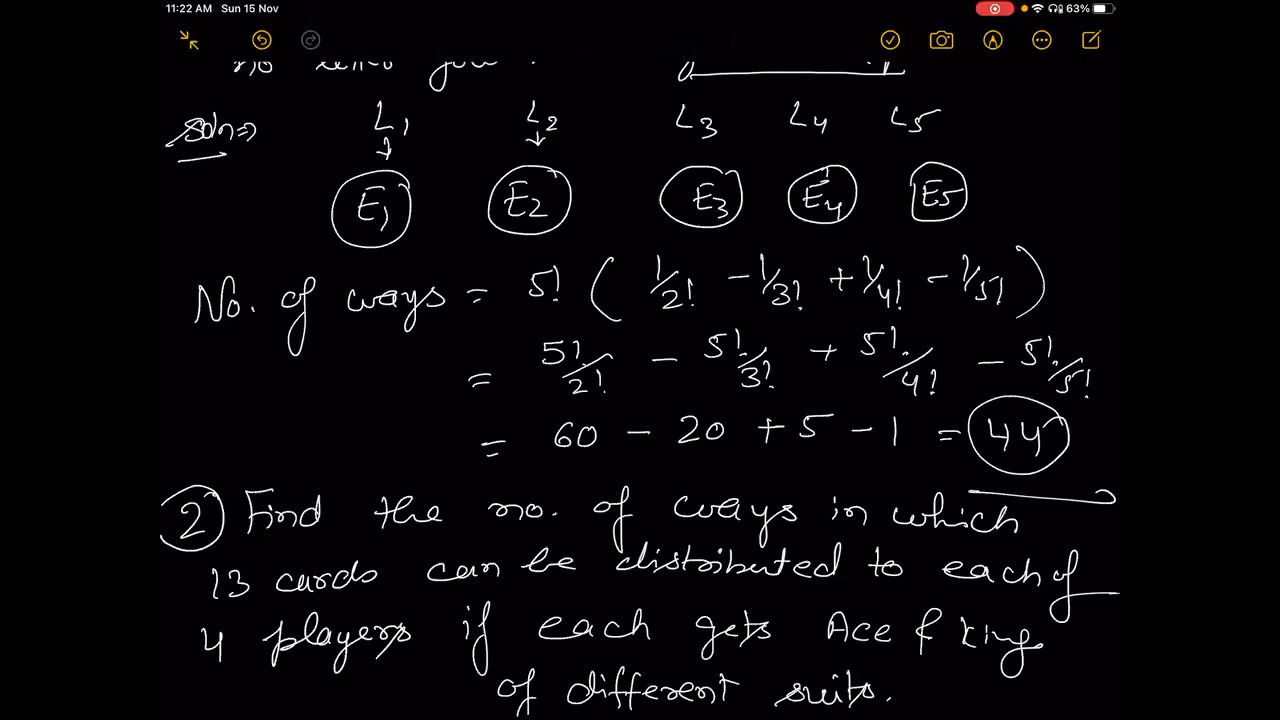 11:22 AM Sun 15 Nov 63%
no
Soln⇒ L1 L2 L3 L4 L5
E1 E2 E3 E4 E5
No. of ways = 5! ( 1/2! - 1/3! + 1/4! - 1/5! )
= 5!/2! - 5!/3! + 5!/4! - 5!/5!
= 60 - 20 + 5 - 1 = 44
2 Find the no. of ways in which
13 cards can be distributed to each of
4 players if each gets Ace & king
of different suits.